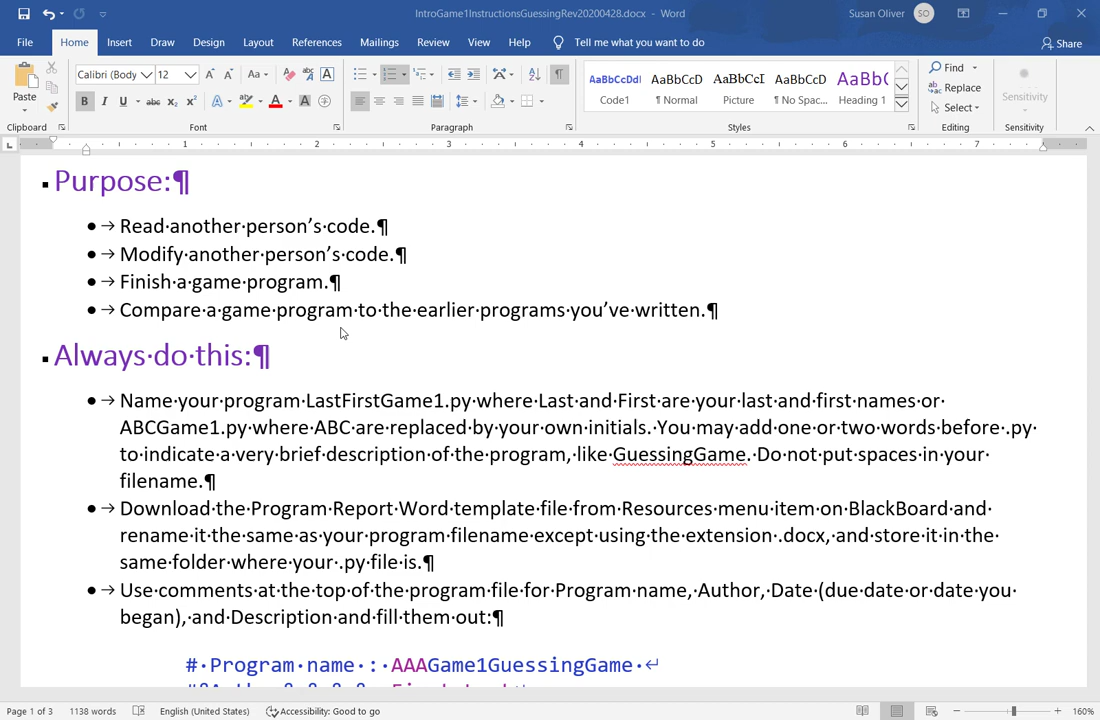 IntroGame1InstructionsGuessingRev20200428.docx - Word
Susan Oliver SO
File Home Insert Draw Design Layout References Mailings Review View Help Tell me what you want to do Share
Calibri (Body 12 Aa A
Paste
B I U abc x₂ x² A A A
AaBbCcDdI AaBbCcD AaBbCcI AaBbCcD AaBbC
Code1 ¶ Normal Picture ¶ No Spac... Heading 1
Find
Replace
Select
Sensitivity
Clipboard Font Paragraph Styles Editing Sensitivity
1 2 3 4 5 6 7
Purpose:¶
Read another person's code.¶
Modify another person's code.¶
Finish a game program.¶
Compare a game program to the earlier programs you've written.¶
Always do this:¶
Name your program LastFirstGame1.py where Last and First are your last and first names or
ABCGame1.py where ABC are replaced by your own initials. You may add one or two words before .py
to indicate a very brief description of the program, like GuessingGame. Do not put spaces in your
filename.¶
Download the Program Report Word template file from Resources menu item on BlackBoard and
rename it the same as your program filename except using the extension .docx, and store it in the
same folder where your .py file is.¶
Use comments at the top of the program file for Program name, Author, Date (due date or date you
began), and Description and fill them out:¶
# Program name : AAAGame1GuessingGame
Page 1 of 3 1138 words English (United States) Accessibility: Good to go 160%